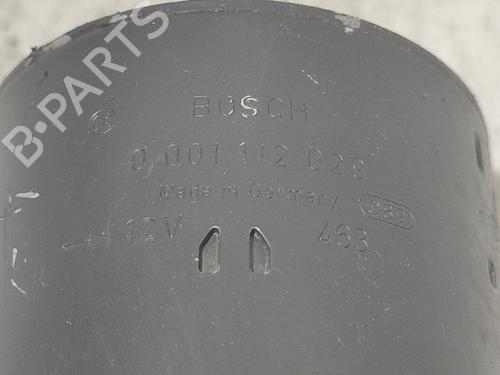 B-PARTS
BOSCH
0 001 112 029
Made in Germany
12V 463